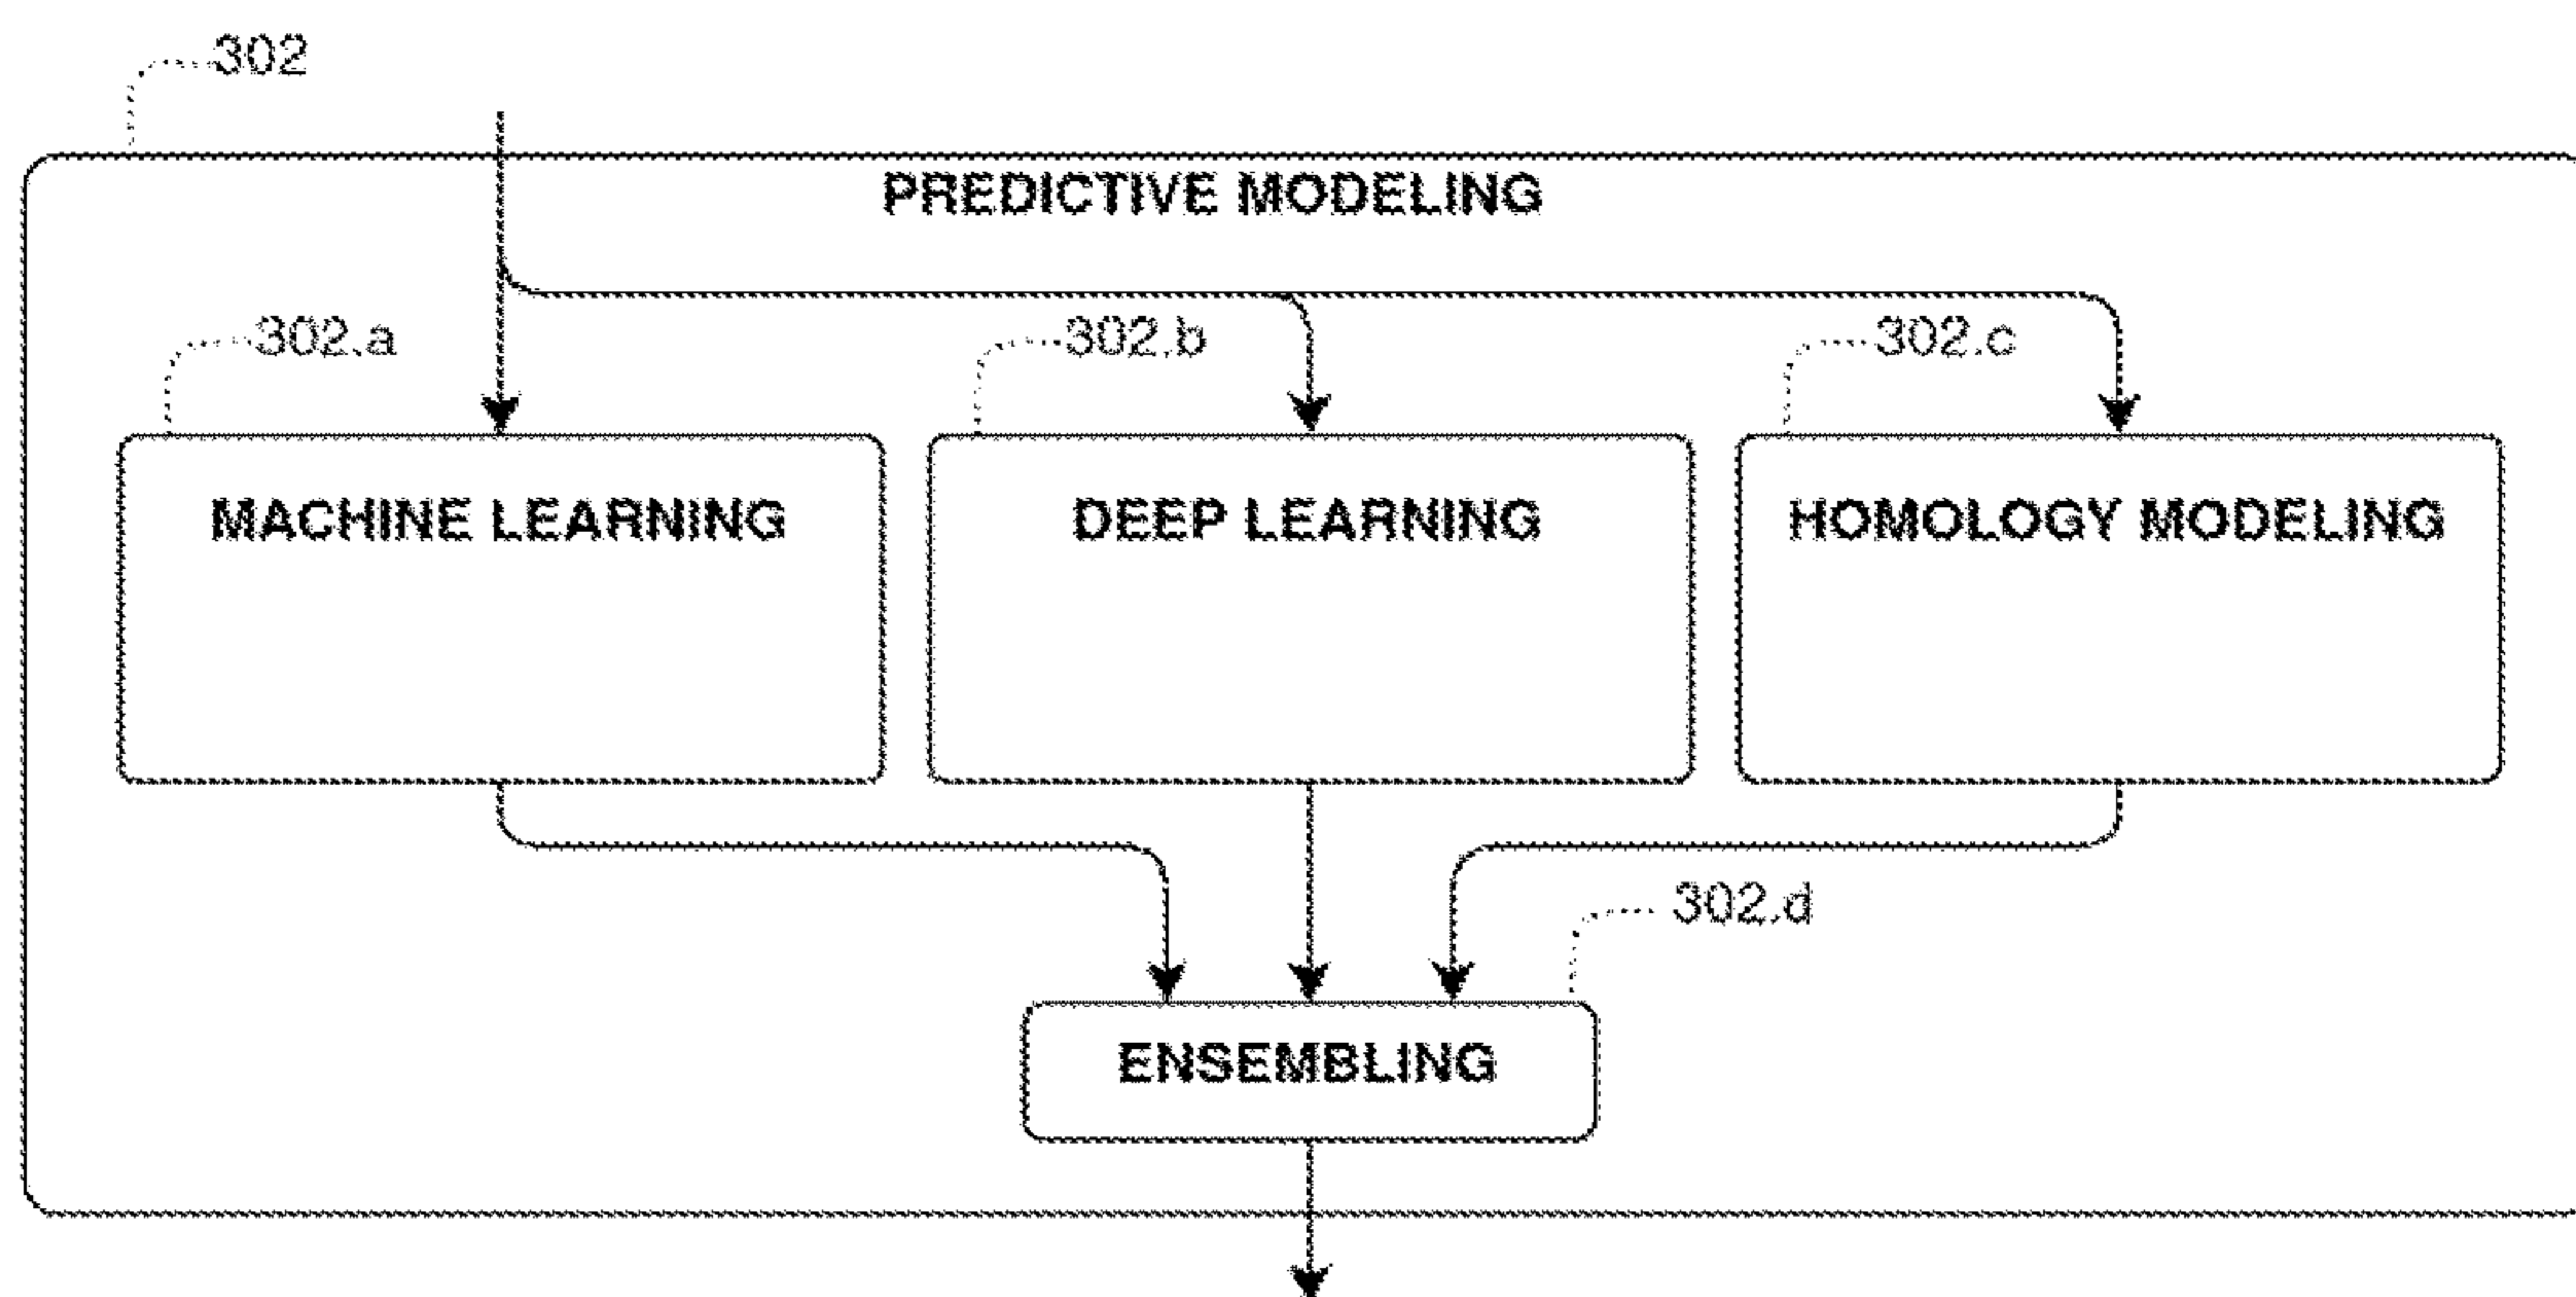 302
PREDICTIVE MODELING
302.a
302.b
302.c
MACHINE LEARNING
DEEP LEARNING
HOMOLOGY MODELING
302.d
ENSEMBLING